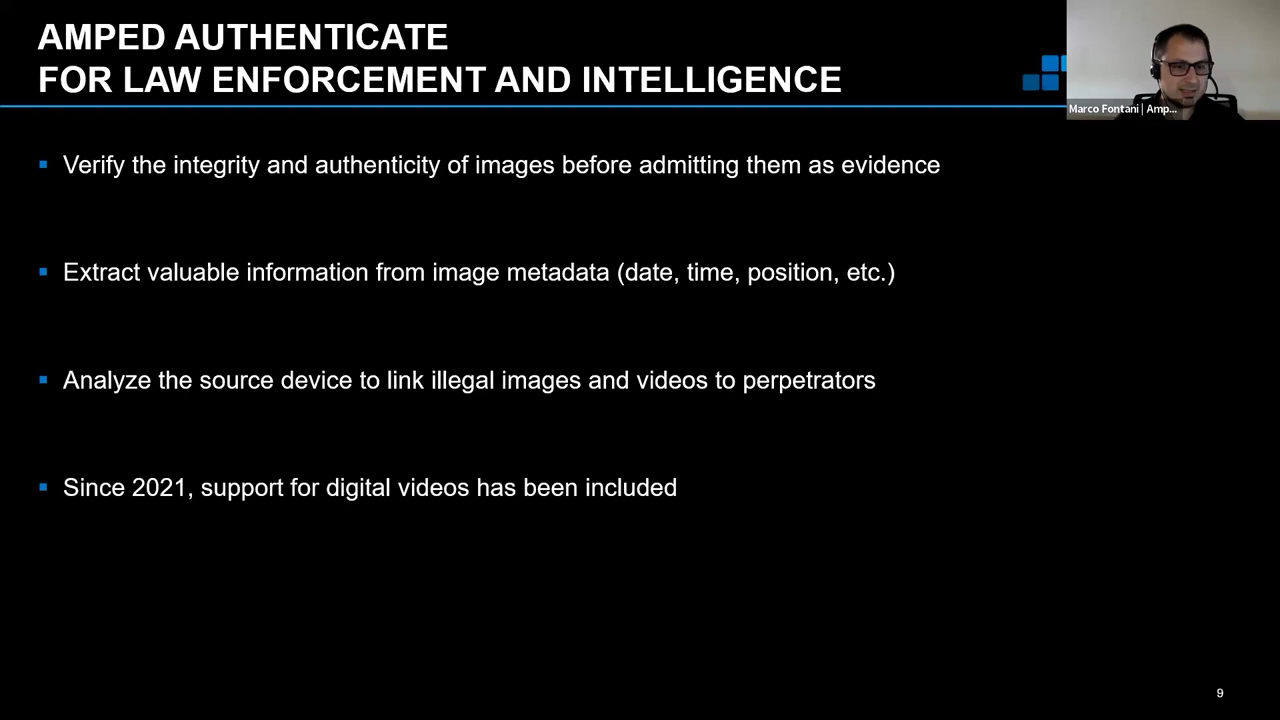 AMPED AUTHENTICATE
FOR LAW ENFORCEMENT AND INTELLIGENCE
Marco Fontani | Amp...
Verify the integrity and authenticity of images before admitting them as evidence
Extract valuable information from image metadata (date, time, position, etc.)
Analyze the source device to link illegal images and videos to perpetrators
Since 2021, support for digital videos has been included
9